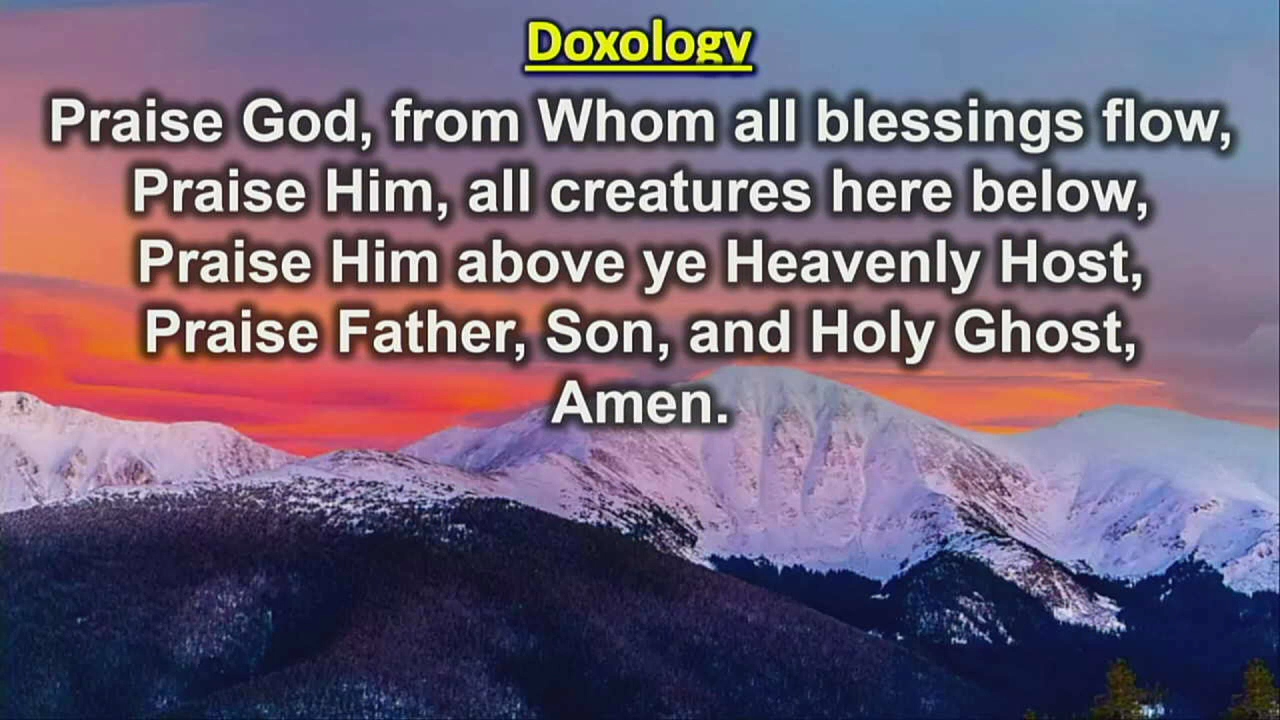 Doxology
Praise God, from Whom all blessings flow,
Praise Him, all creatures here below,
Praise Him above ye Heavenly Host,
Praise Father, Son, and Holy Ghost,
Amen.